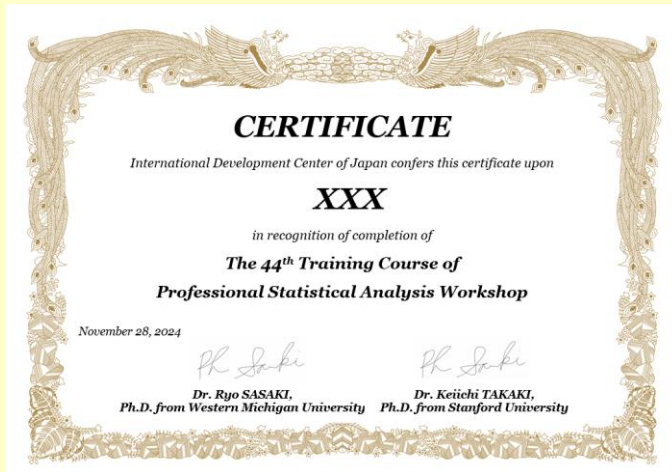 CERTIFICATE
International Development Center of Japan confers this certificate upon
XXX
in recognition of completion of
The 44th Training Course of
Professional Statistical Analysis Workshop
November 28, 2024
Dr. Ryo SASAKI,
Ph.D. from Western Michigan University
Dr. Keiichi TAKAKI,
Ph.D. from Stanford University